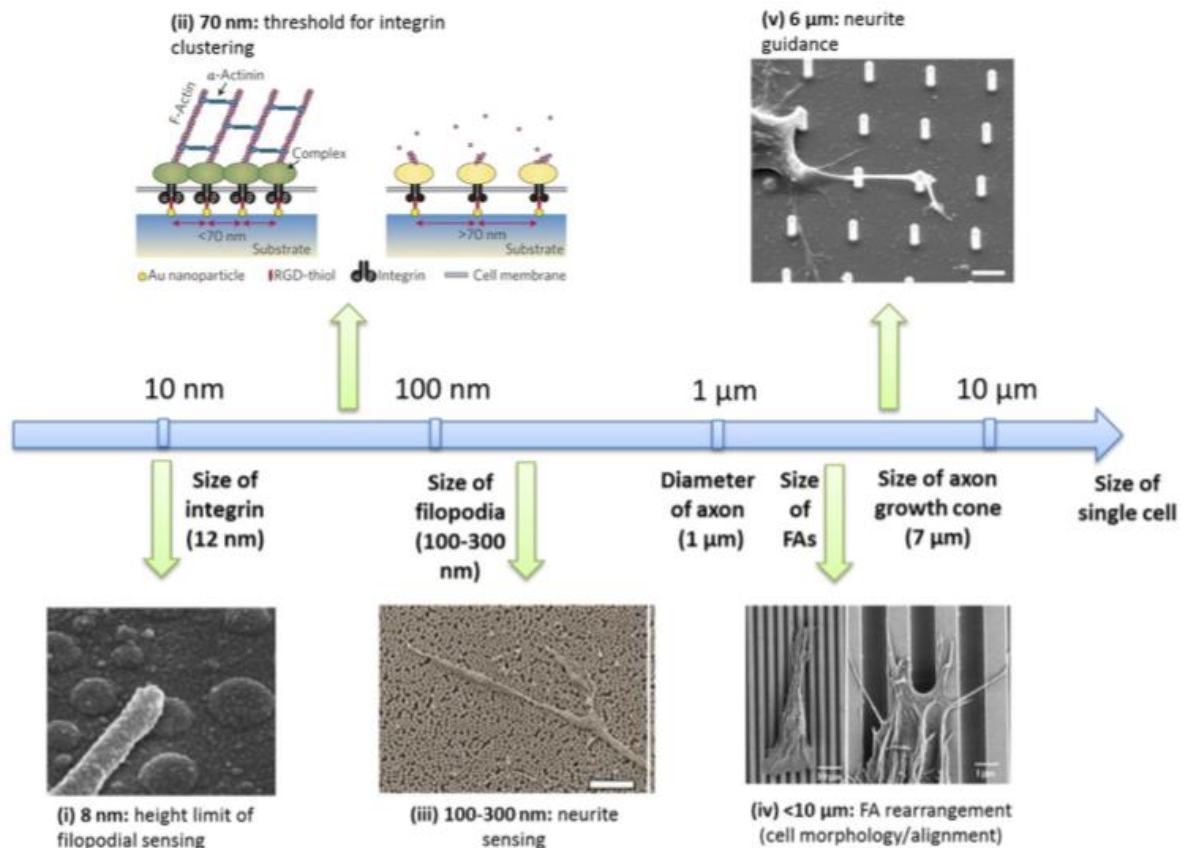 (ii) 70 nm: threshold for integrin
clustering
α-Actinin
F-Actin
Complex
<70 nm
Substrate
>70 nm
Substrate
Au nanoparticle
RGD-thiol
Integrin
Cell membrane
(v) 6 µm: neurite
guidance
10 nm
100 nm
1 µm
10 µm
Size of
integrin
(12 nm)
Size of
filopodia
(100-300
nm)
Diameter
of axon
(1 µm)
Size
of
FAs
Size of axon
growth cone
(7 µm)
Size of
single cell
(i) 8 nm: height limit of
filopodial sensing
(iii) 100-300 nm: neurite
sensing
(iv) <10 µm: FA rearrangement
(cell morphology/alignment)